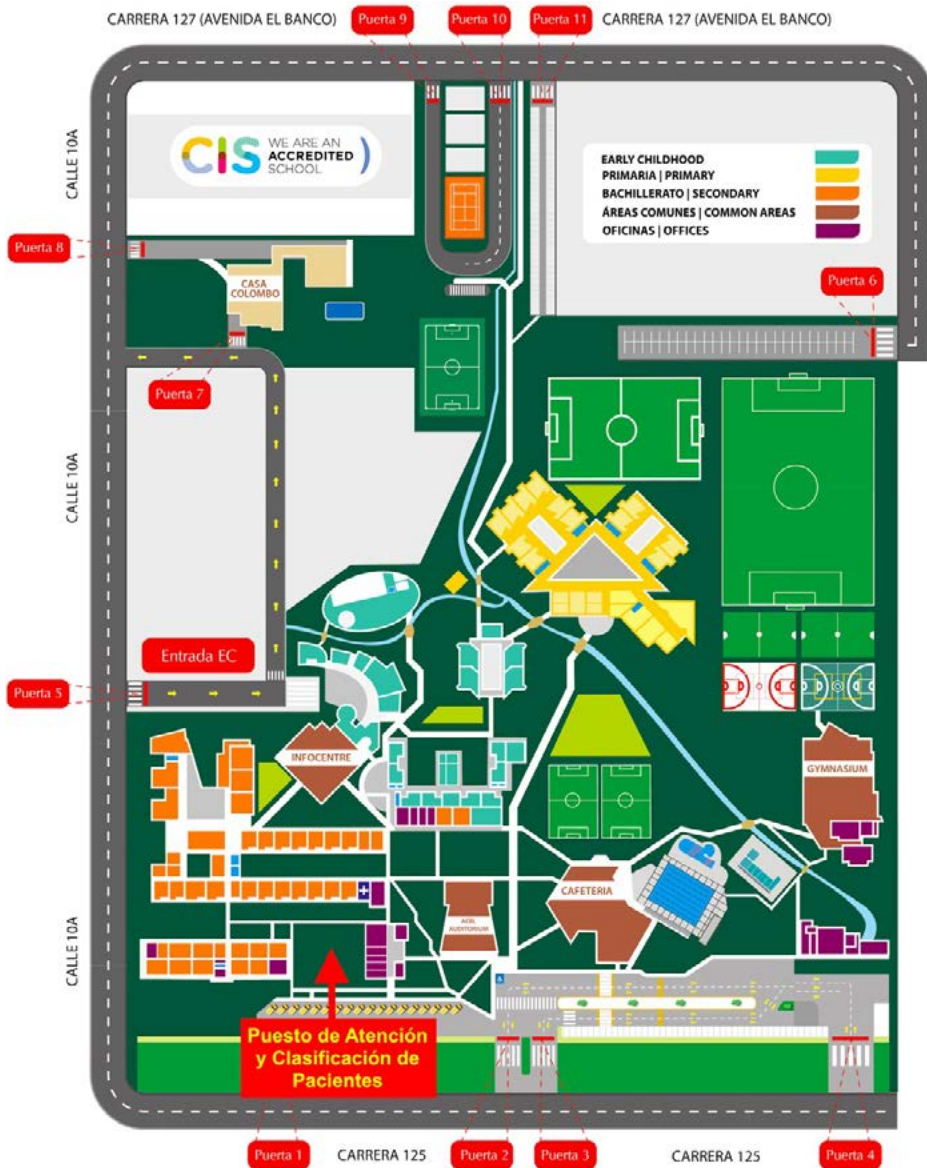 CARRERA 127 (AVENIDA EL BANCO)
Puerta 9
Puerta 10
Puerta 11
CARRERA 127 (AVENIDA EL BANCO)
CALLE 10A
CIS WE ARE AN
ACCREDITED
SCHOOL
EARLY CHILDHOOD
PRIMARIA | PRIMARY
BACHILLERATO | SECONDARY
ÁREAS COMUNES | COMMON AREAS
OFICINAS | OFFICES
Puerta 8
CASA
COLOMBO
Puerta 6
Puerta 7
CALLE 10A
Entrada EC
Puerta 5
INFOCENTRE
GYMNASIUM
CAFETERIA
AUDITORIUM
CALLE 10A
Puesto de Atención
y Clasificación de
Pacientes
Puerta 1
CARRERA 125
Puerta 2
Puerta 3
CARRERA 125
Puerta 4